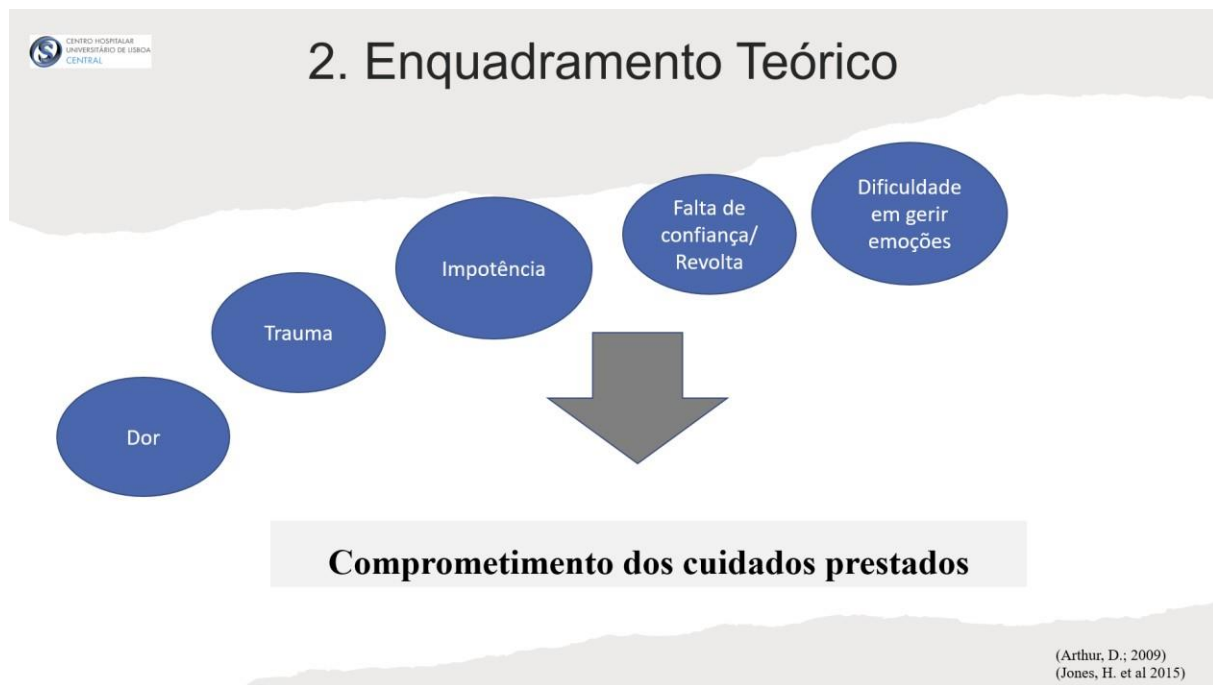 CENTRO HOSPITALAR
UNIVERSITÁRIO DE LISBOA
CENTRAL
2. Enquadramento Teórico
Dificuldade
em gerir
emoções
Falta de
confiança/
Revolta
Impotência
Trauma
Dor
Comprometimento dos cuidados prestados
(Arthur, D.; 2009)
(Jones, H. et al 2015)